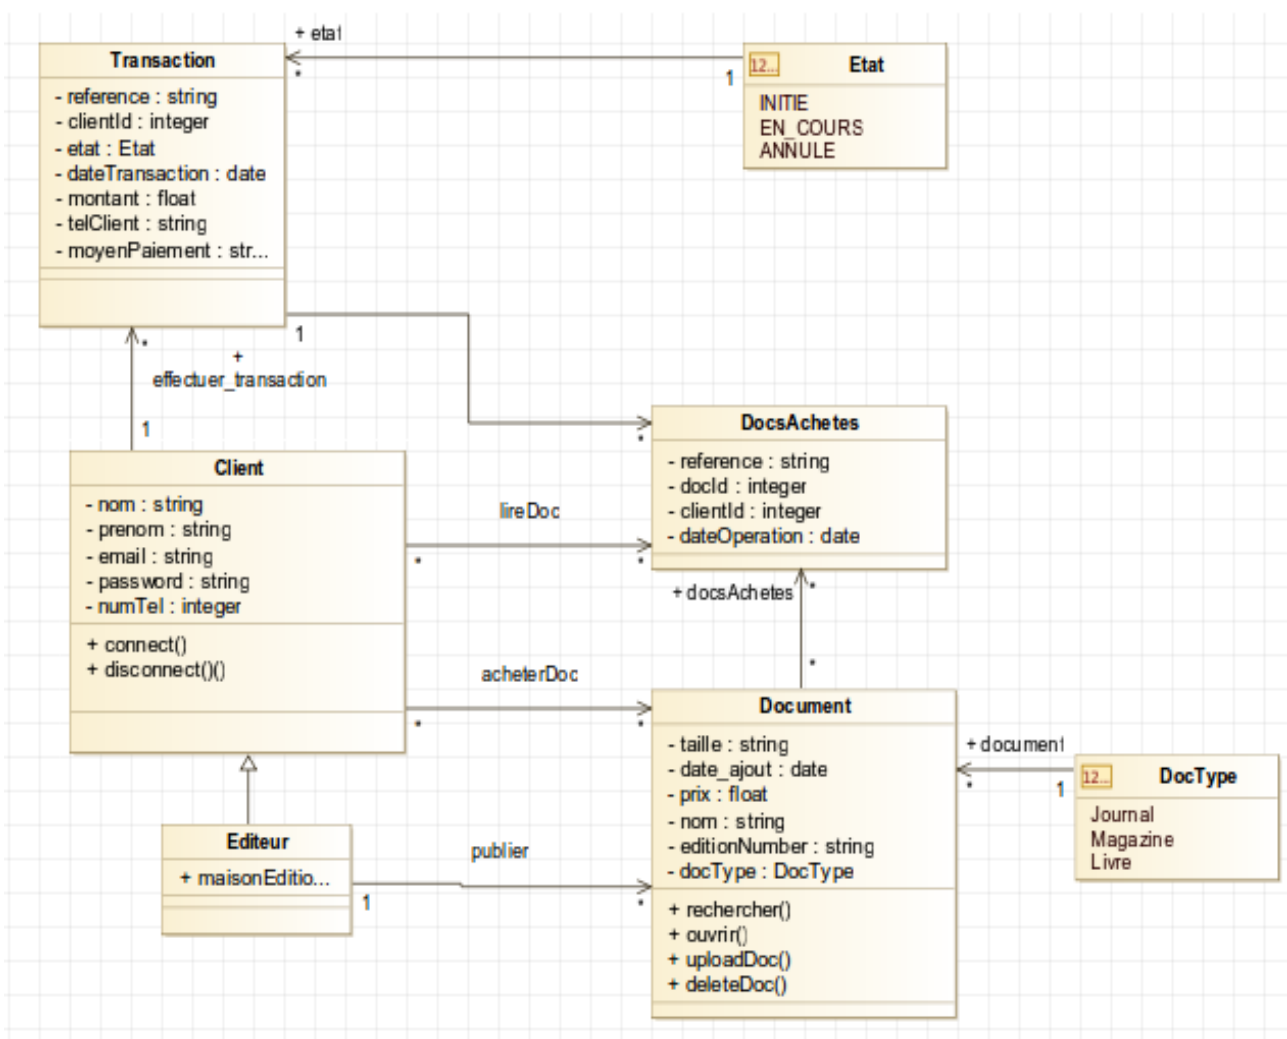 + etat
Transaction
- reference : string
- clientId : integer
- etat : Etat
- dateTransaction : date
- montant : float
- telClient : string
- moyenPaiement : str...
*
1
12...
Etat
INITIE
EN_COURS
ANNULE
1
*
+
effectuer_transaction
1
*
DocsAchetes
- reference : string
- docId : integer
- clientId : integer
- dateOperation : date
Client
- nom : string
- prenom : string
- email : string
- password : string
- numTel : integer
+ connect()
+ disconnect()()
lireDoc
*
*
+ docsAchetes
*
*
acheterDoc
*
*
Document
- taille : string
- date_ajout : date
- prix : float
- nom : string
- editionNumber : string
- docType : DocType
+ rechercher()
+ ouvrir()
+ uploadDoc()
+ deleteDoc()
+ document
*
1
12...
DocType
Journal
Magazine
Livre
Editeur
+ maisonEditio...
publier
1
*